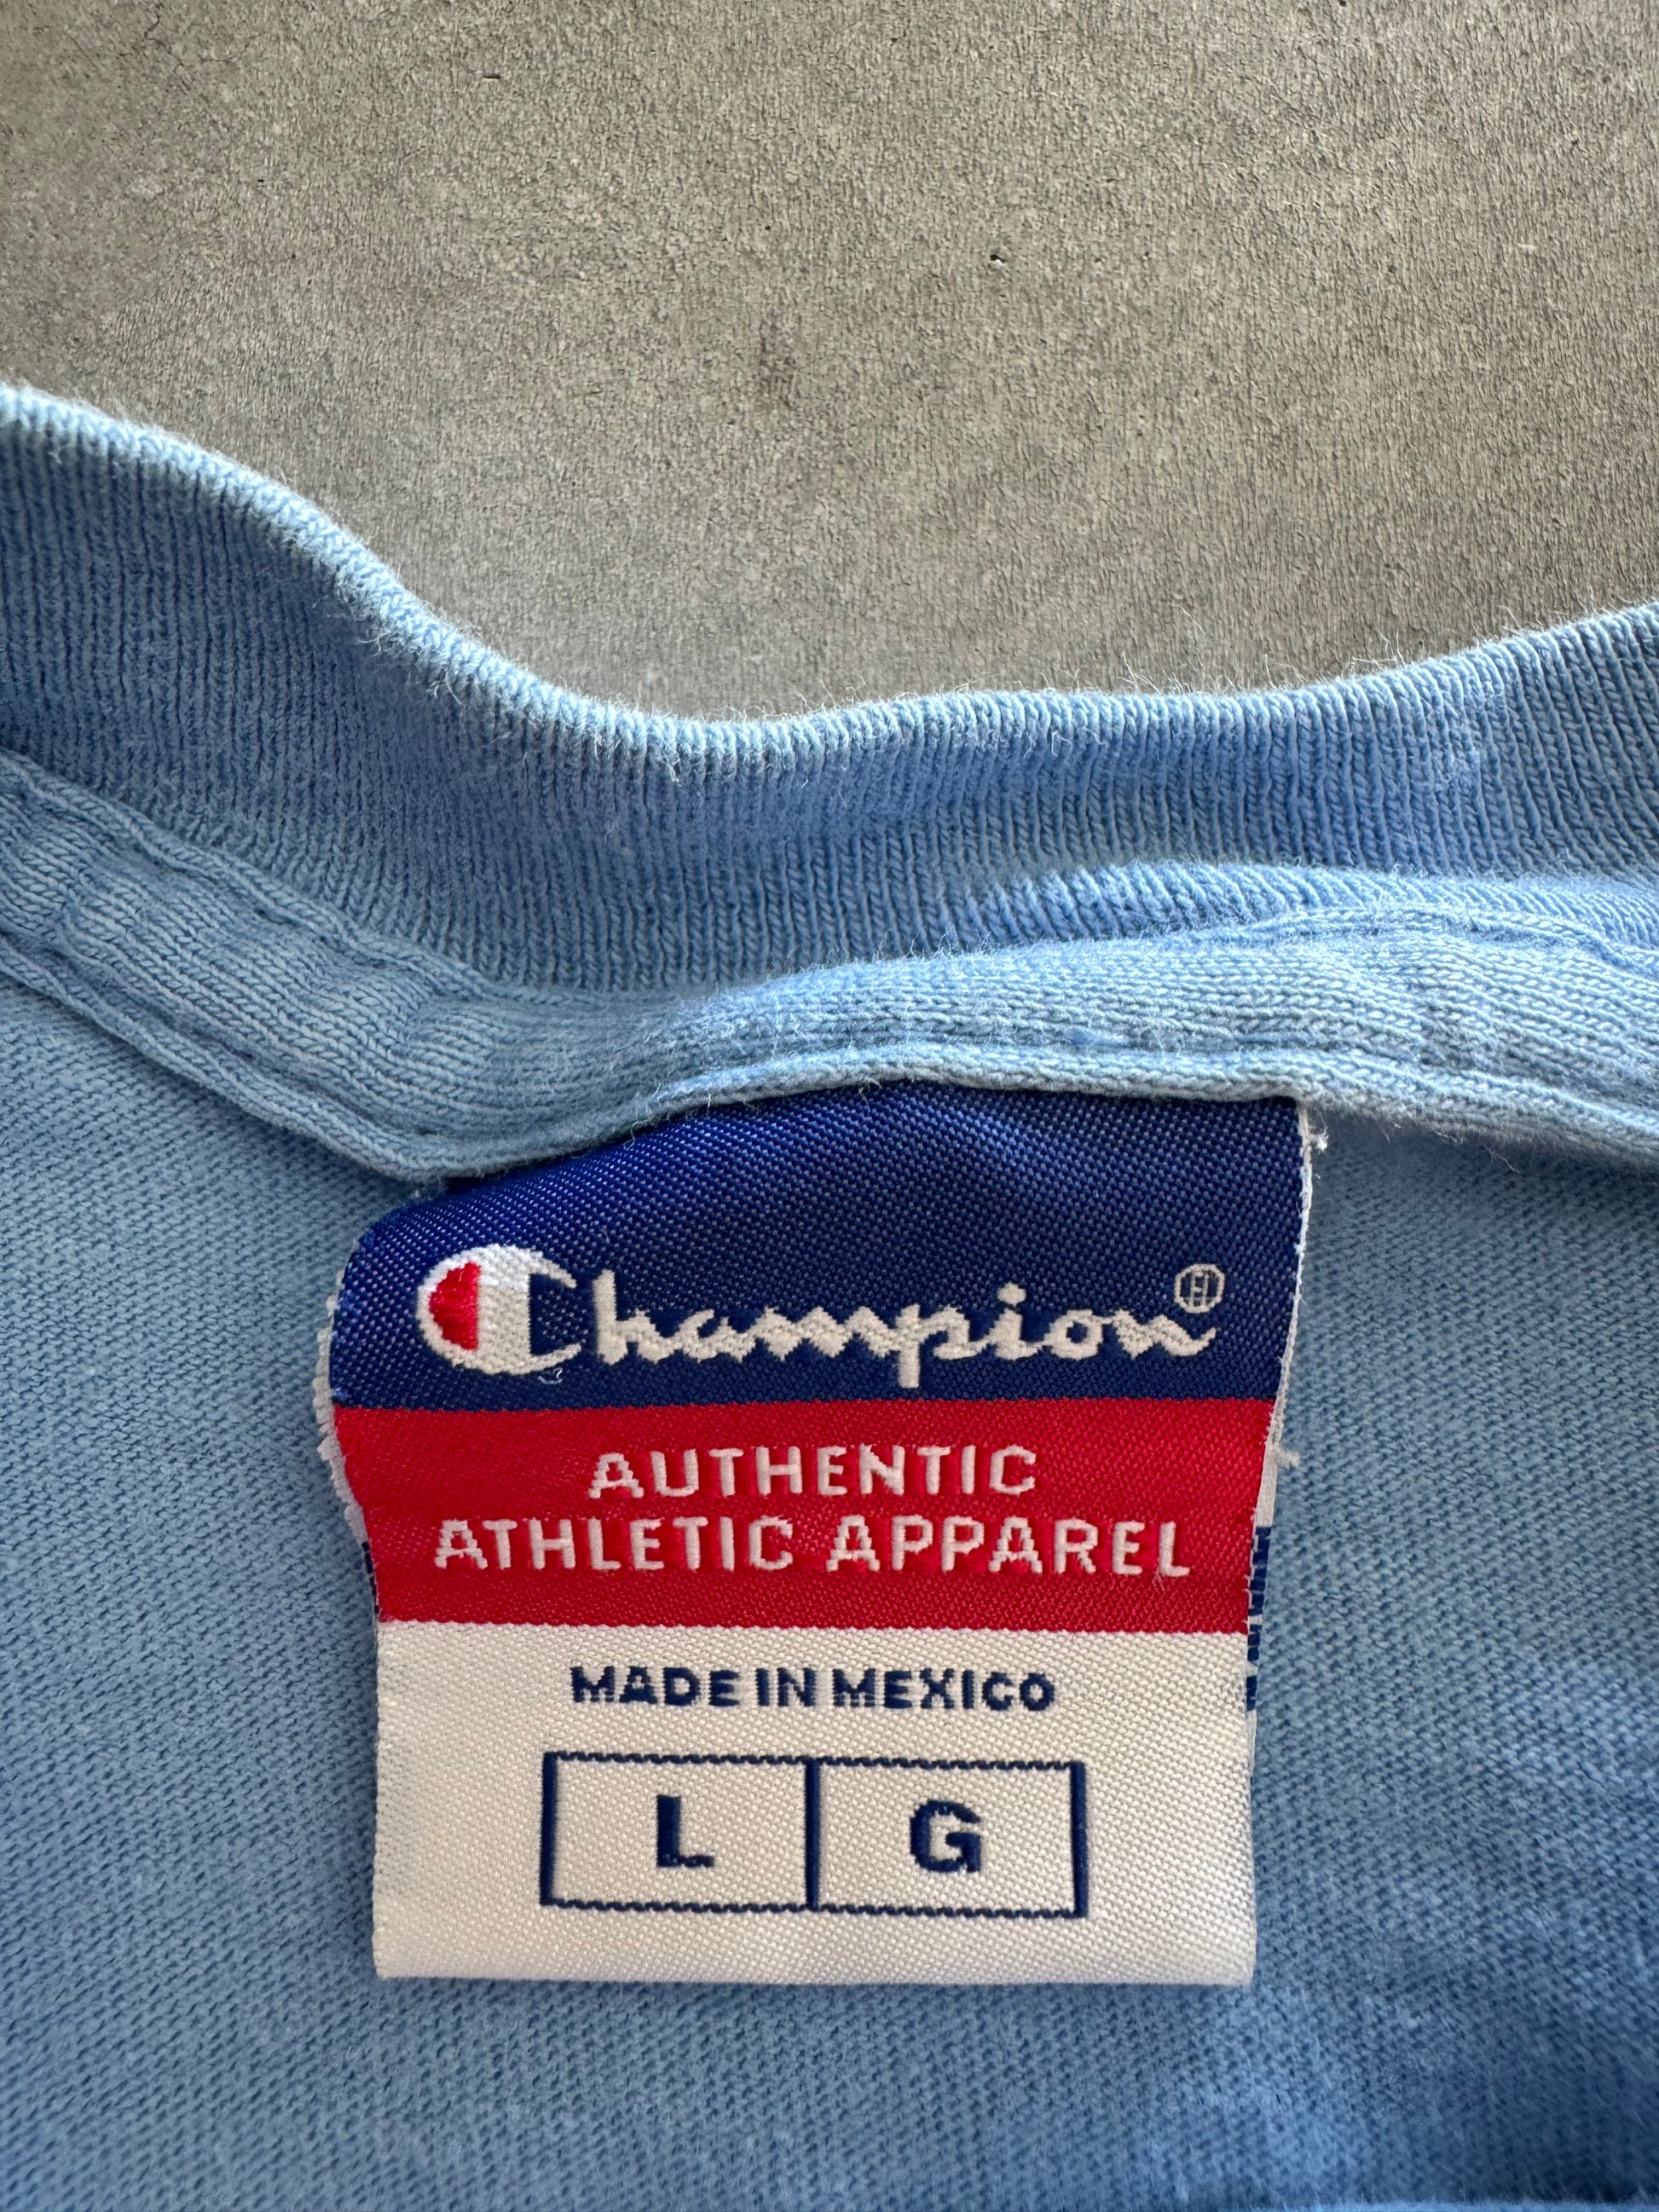 Champion®
AUTHENTIC
ATHLETIC APPAREL
MADE IN MEXICO
L G